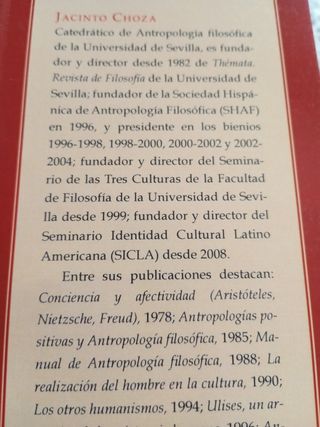 JACINTO CHOZA
Catedrático de Antropología filosófica
de la Universidad de Sevilla, es funda-
dor y director desde 1982 de Thémata.
Revista de Filosofía de la Universidad de
Sevilla; fundador de la Sociedad Hispá-
nica de Antropología Filosófica (SHAF)
en 1996, y presidente en los bienios
1996-1998, 1998-2000, 2000-2002 y 2002-
2004; fundador y director del Semina-
rio de las Tres Culturas de la Facultad
de Filosofía de la Universidad de Sevi-
lla desde 1999; fundador y director del
Seminario Identidad Cultural Latino
Americana (SICLA) desde 2008.
Entre sus publicaciones destacan:
Conciencia y afectividad (Aristóteles,
Nietzsche, Freud), 1978; Antropologías po-
sitivas y Antropología filosófica, 1985; Ma-
nual de Antropología filosófica, 1988; La
realización del hombre en la cultura, 1990;
Los otros humanismos, 1994; Ulises, un ar-
1996; An-